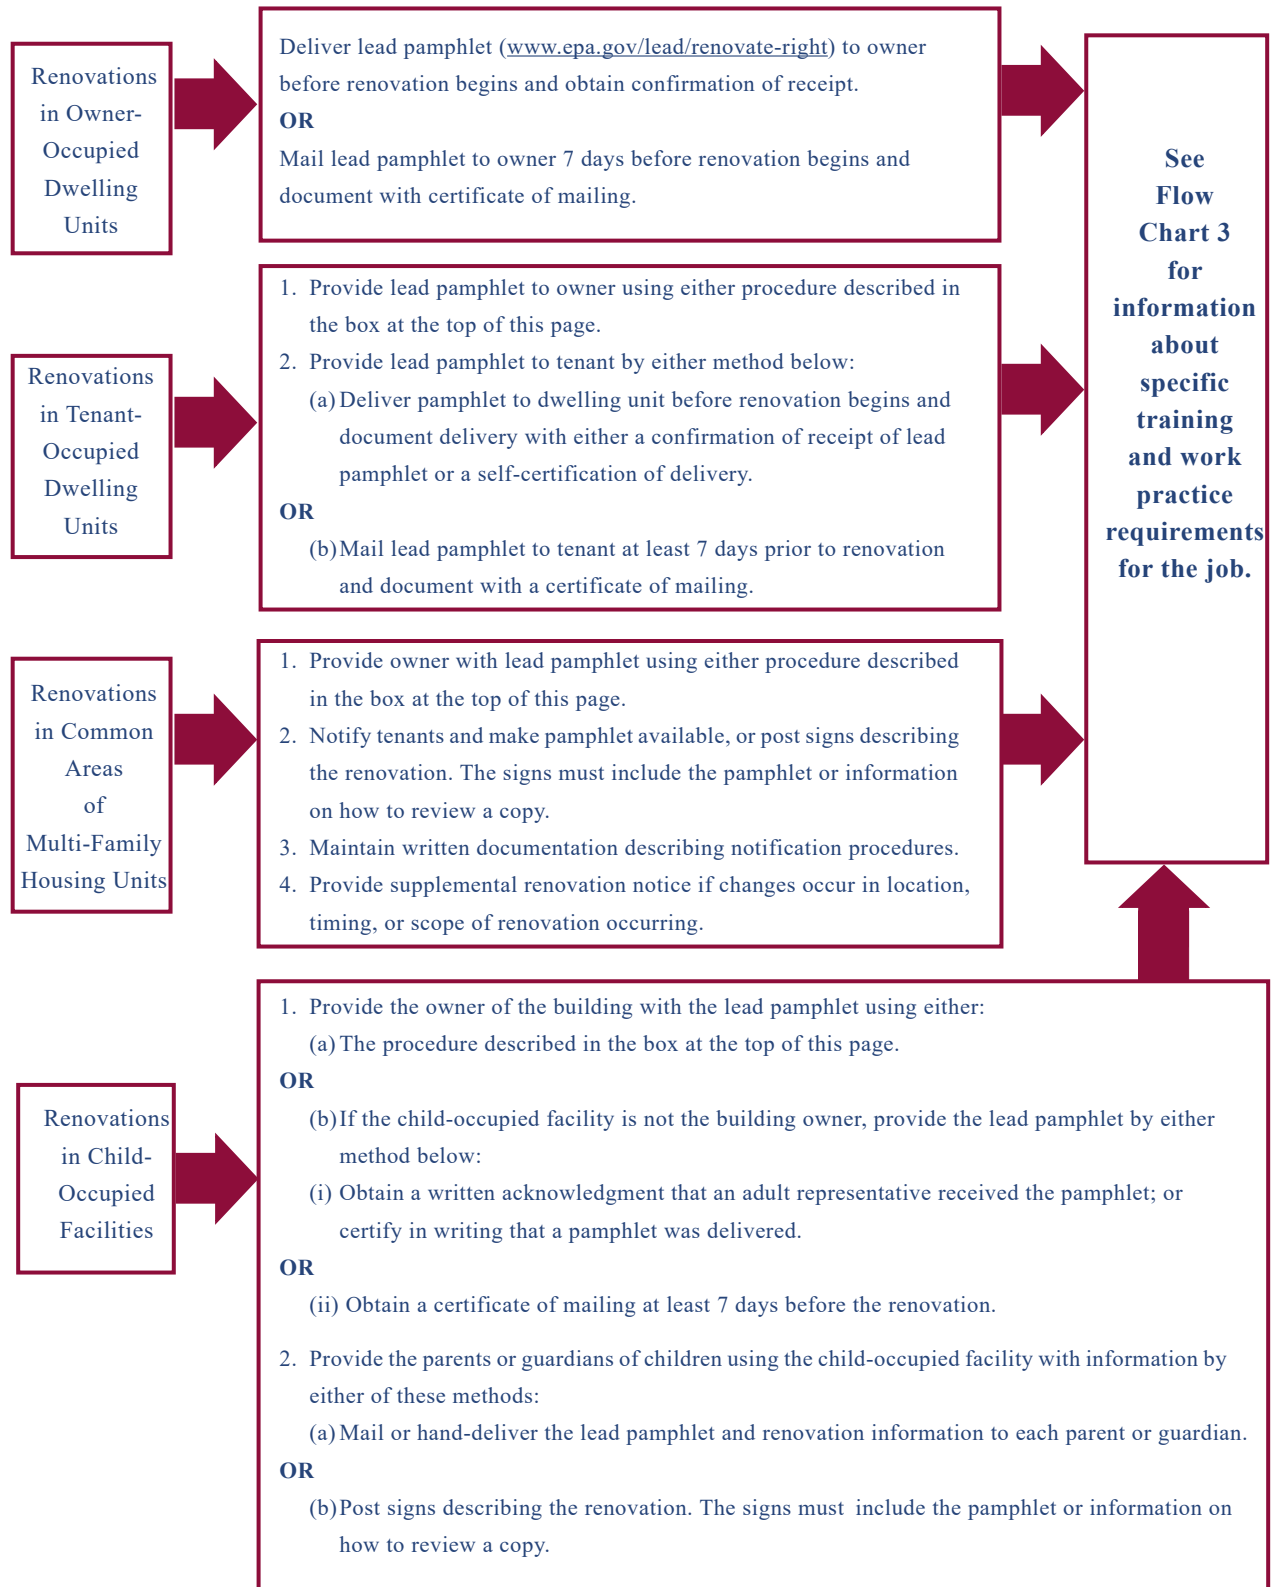 Renovations
in Owner-
Occupied
Dwelling
Units
Deliver lead pamphlet (www.epa.gov/lead/renovate-right) to owner
before renovation begins and obtain confirmation of receipt.
OR
Mail lead pamphlet to owner 7 days before renovation begins and
document with certificate of mailing.
Renovations
in Tenant-
Occupied
Dwelling
Units
1. Provide lead pamphlet to owner using either procedure described in
the box at the top of this page.
2. Provide lead pamphlet to tenant by either method below:
(a) Deliver pamphlet to dwelling unit before renovation begins and
document delivery with either a confirmation of receipt of lead
pamphlet or a self-certification of delivery.
OR
(b) Mail lead pamphlet to tenant at least 7 days prior to renovation
and document with a certificate of mailing.
Renovations
in Common
Areas
of
Multi-Family
Housing Units
1. Provide owner with lead pamphlet using either procedure described
in the box at the top of this page.
2. Notify tenants and make pamphlet available, or post signs describing
the renovation. The signs must include the pamphlet or information
on how to review a copy.
3. Maintain written documentation describing notification procedures.
4. Provide supplemental renovation notice if changes occur in location,
timing, or scope of renovation occurring.
See
Flow
Chart 3
for
information
about
specific
training
and work
practice
requirements
for the job.
Renovations
in Child-
Occupied
Facilities
1. Provide the owner of the building with the lead pamphlet using either:
(a) The procedure described in the box at the top of this page.
OR
(b) If the child-occupied facility is not the building owner, provide the lead pamphlet by either
method below:
(i) Obtain a written acknowledgment that an adult representative received the pamphlet; or
certify in writing that a pamphlet was delivered.
OR
(ii) Obtain a certificate of mailing at least 7 days before the renovation.
2. Provide the parents or guardians of children using the child-occupied facility with information by
either of these methods:
(a) Mail or hand-deliver the lead pamphlet and renovation information to each parent or guardian.
OR
(b) Post signs describing the renovation. The signs must include the pamphlet or information on
how to review a copy.